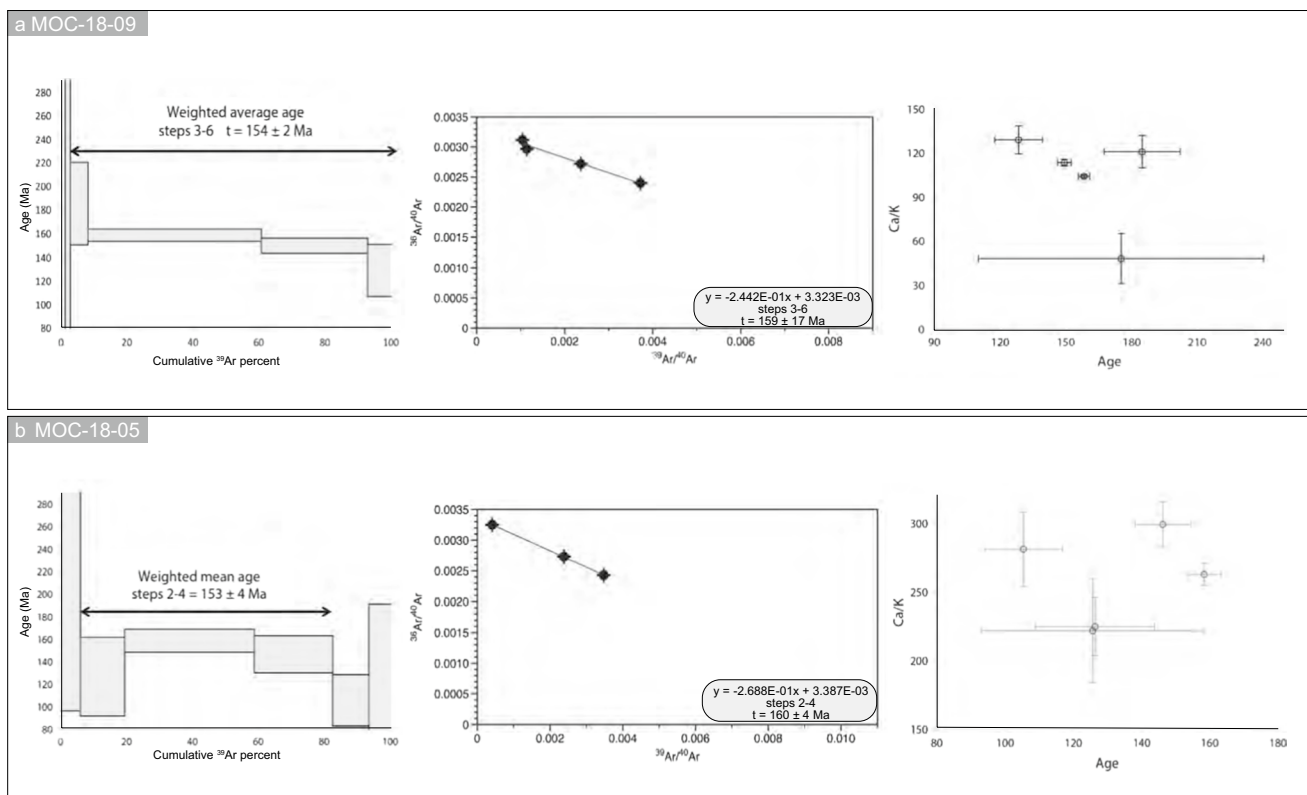 a MOC-18-09
280
260
240
220
200
180
160
140
120
100
80
Age (Ma)
Weighted average age
steps 3-6 t = 154 ± 2 Ma
0 20 40 60 80 100
Cumulative ³⁹Ar percent
0.0035
0.0030
0.0025
0.0020
0.0015
0.0010
0.0005
0
³⁶Ar/⁴⁰Ar
y = -2.442E-01x + 3.323E-03
steps 3-6
t = 159 ± 17 Ma
0 0.002 0.004 0.006 0.008
³⁹Ar/⁴⁰Ar
150
120
90
60
30
0
Ca/K
90 120 150 180 210 240
Age
b MOC-18-05
280
260
240
220
200
180
160
140
120
100
80
Age (Ma)
Weighted mean age
steps 2-4 = 153 ± 4 Ma
0 20 40 60 80 100
Cumulative ³⁹Ar percent
0.0035
0.0030
0.0025
0.0020
0.0015
0.0010
0.0005
0
³⁶Ar/⁴⁰Ar
y = -2.688E-01x + 3.387E-03
steps 2-4
t = 160 ± 4 Ma
0 0.002 0.004 0.006 0.008 0.010
³⁹Ar/⁴⁰Ar
300
250
200
150
Ca/K
80 100 120 140 160 180
Age